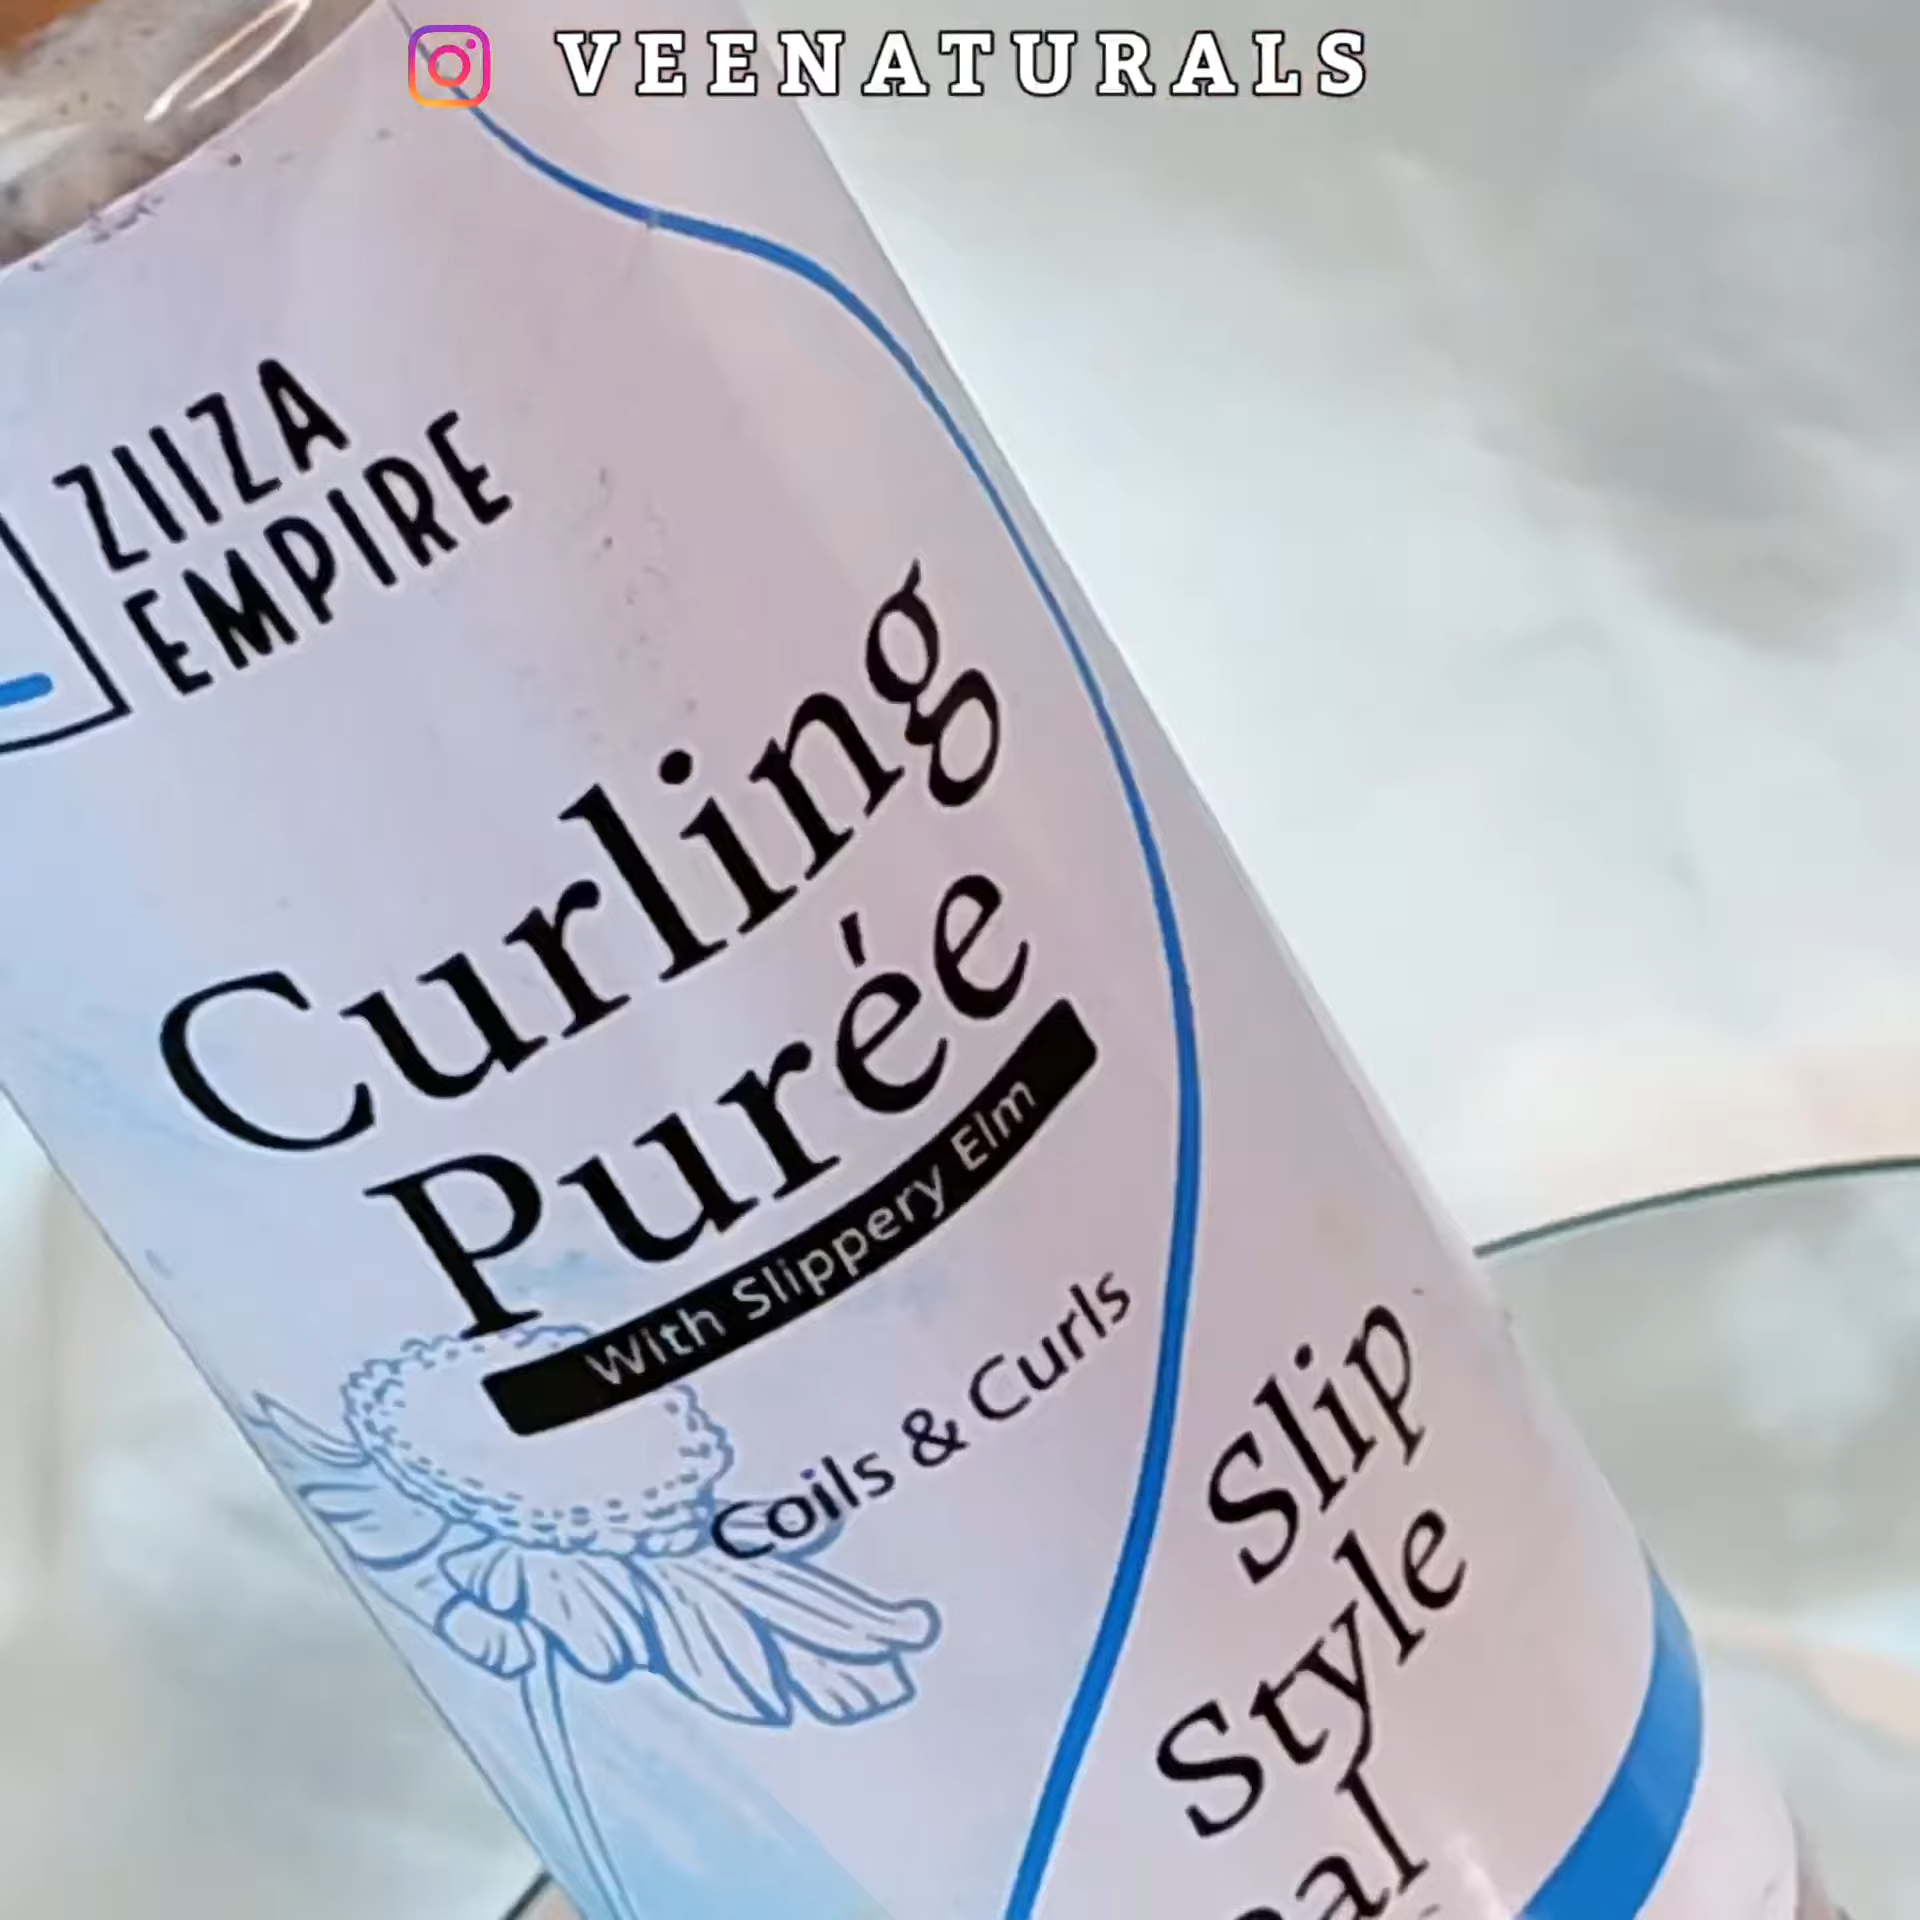 VEENATURALS
ZIIZA
EMPIRE
Curling
Purée
With Slippery Elm
Coils & Curls
Slip
Style